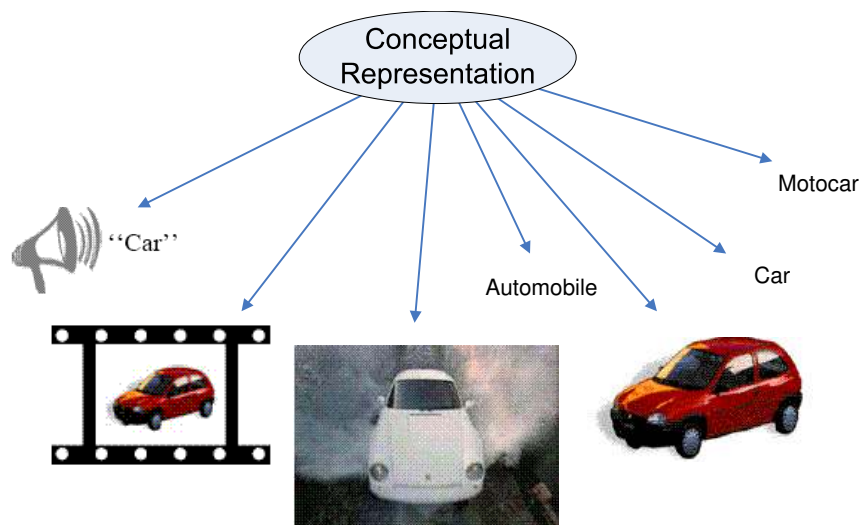 Conceptual
Representation
Motocar
‘‘Car’’
Car
Automobile